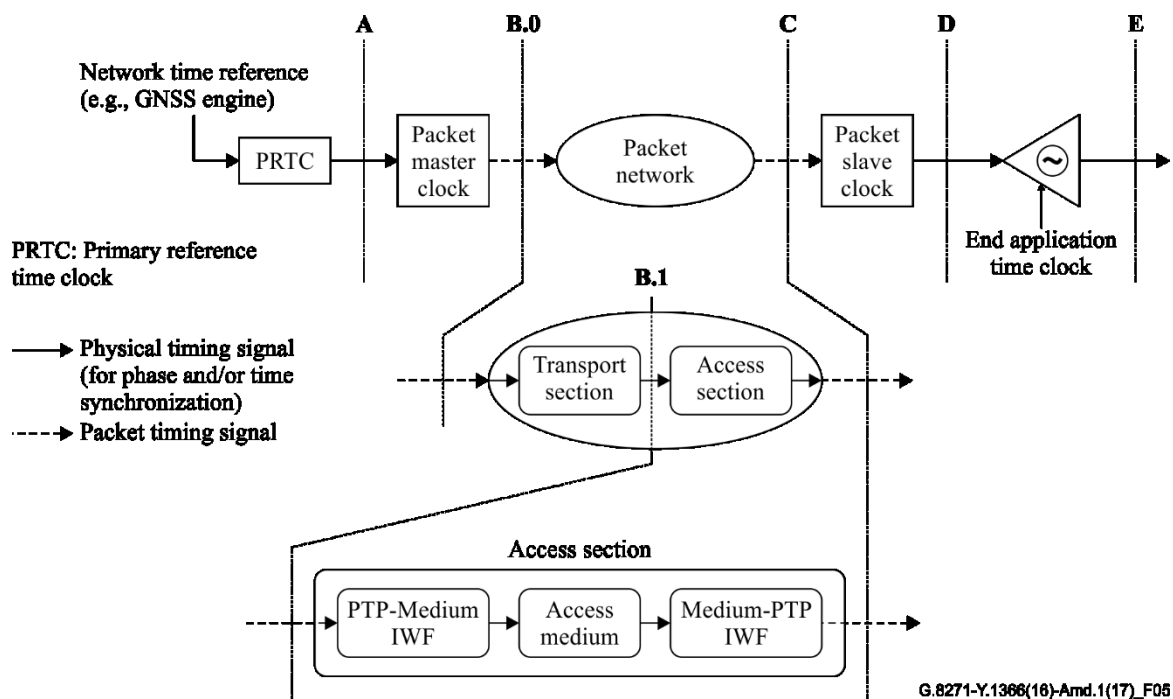 A
B.0
C
D
E
Network time reference
(e.g., GNSS engine)
PRTC
Packet
master
clock
Packet
network
Packet
slave
clock
~
End application
time clock
PRTC: Primary reference
time clock
B.1
Physical timing signal
(for phase and/or time
synchronization)
Packet timing signal
Transport
section
Access
section
Access section
PTP-Medium
IWF
Access
medium
Medium-PTP
IWF
G.8271-Y.1366(16)-Amd.1(17)_F05